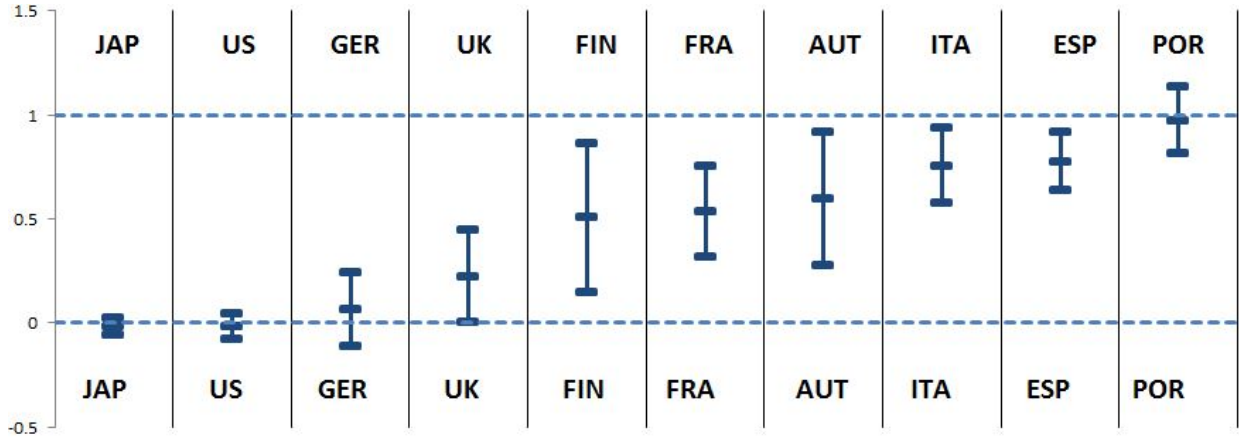 1.5
JAP US GER UK FIN FRA AUT ITA ESP POR
1
0.5
0
JAP US GER UK FIN FRA AUT ITA ESP POR
-0.5